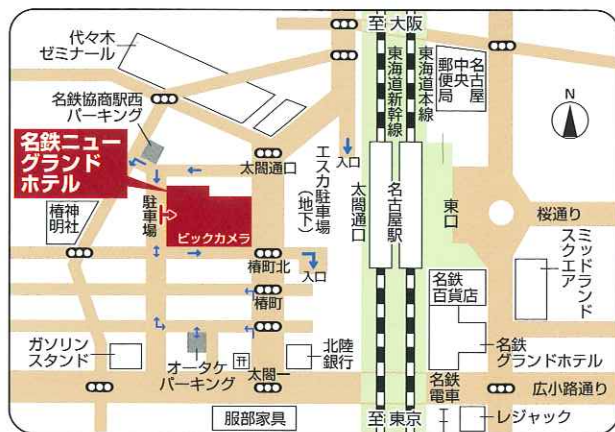 至 大阪
代々木
ゼミナール
東海道新幹線
東海道本線
名古屋
中央
郵便局
N
名鉄協商駅西
パーキング
名鉄ニュー
グランド
ホテル
太閤通口
エスカ駐車場
(地下)
入口
太閤通口
名古屋駅
東口
桜通り
椿神
明社
駐車場
ビックカメラ
椿町北
入口
ミッドランド
スクエア
椿町
名鉄
百貨店
ガソリン
スタンド
オータケ
パーキング
北陸
銀行
名鉄
グランドホテル
太閤一
名鉄
電車
広小路通り
服部家具
至 東京
レジャック